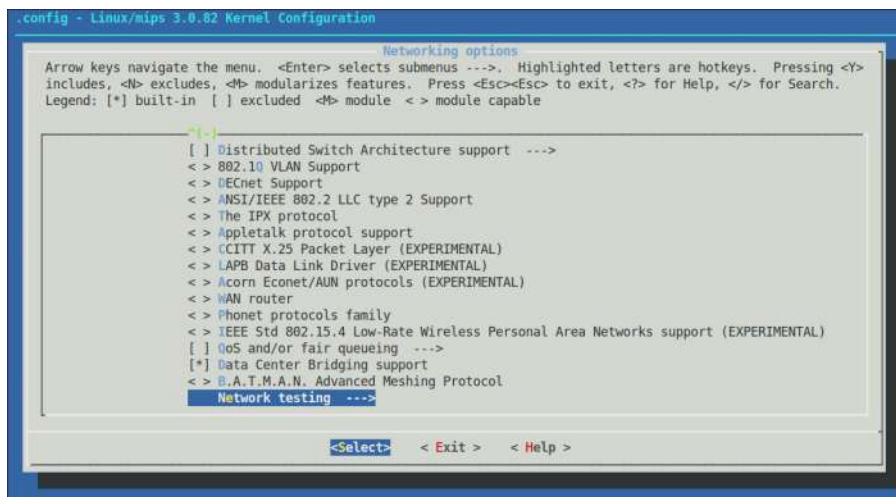 .config - Linux/mips 3.0.82 Kernel Configuration
Networking options
Arrow keys navigate the menu. <Enter> selects submenus --->. Highlighted letters are hotkeys. Pressing <Y>
includes, <N> excludes, <M> modularizes features. Press <Esc><Esc> to exit, <?> for Help, </> for Search.
Legend: [*] built-in [ ] excluded <M> module < > module capable
^(-)
[ ] Distributed Switch Architecture support --->
< > 802.1Q VLAN Support
< > DECnet Support
< > ANSI/IEEE 802.2 LLC type 2 Support
< > The IPX protocol
< > Appletalk protocol support
< > CCITT X.25 Packet Layer (EXPERIMENTAL)
< > LAPB Data Link Driver (EXPERIMENTAL)
< > Acorn Econet/AUN protocols (EXPERIMENTAL)
< > WAN router
< > Phonet protocols family
< > IEEE Std 802.15.4 Low-Rate Wireless Personal Area Networks support (EXPERIMENTAL)
[ ] QoS and/or fair queueing --->
[*] Data Center Bridging support
< > B.A.T.M.A.N. Advanced Meshing Protocol
Network testing --->
<Select> < Exit > < Help >